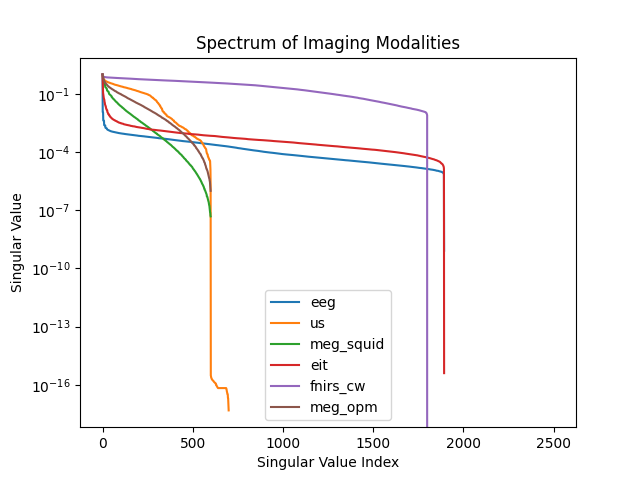 Spectrum of Imaging Modalities
Singular Value
10⁻¹
10⁻⁴
10⁻⁷
10⁻¹⁰
10⁻¹³
10⁻¹⁶
eeg
us
meg_squid
eit
fnirs_cw
meg_opm
0 500 1000 1500 2000 2500
Singular Value Index